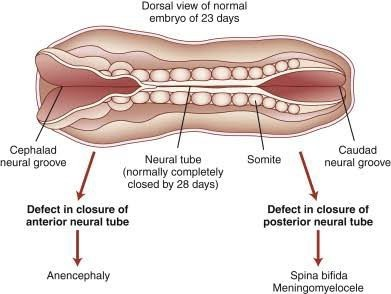 Dorsal view of normal
embryo of 23 days
Cephalad
neural groove
Neural tube
(normally completely
closed by 28 days)
Somite
Caudad
neural groove
Defect in closure of
anterior neural tube
Defect in closure of
posterior neural tube
Anencephaly
Spina bifida
Meningomyelocele